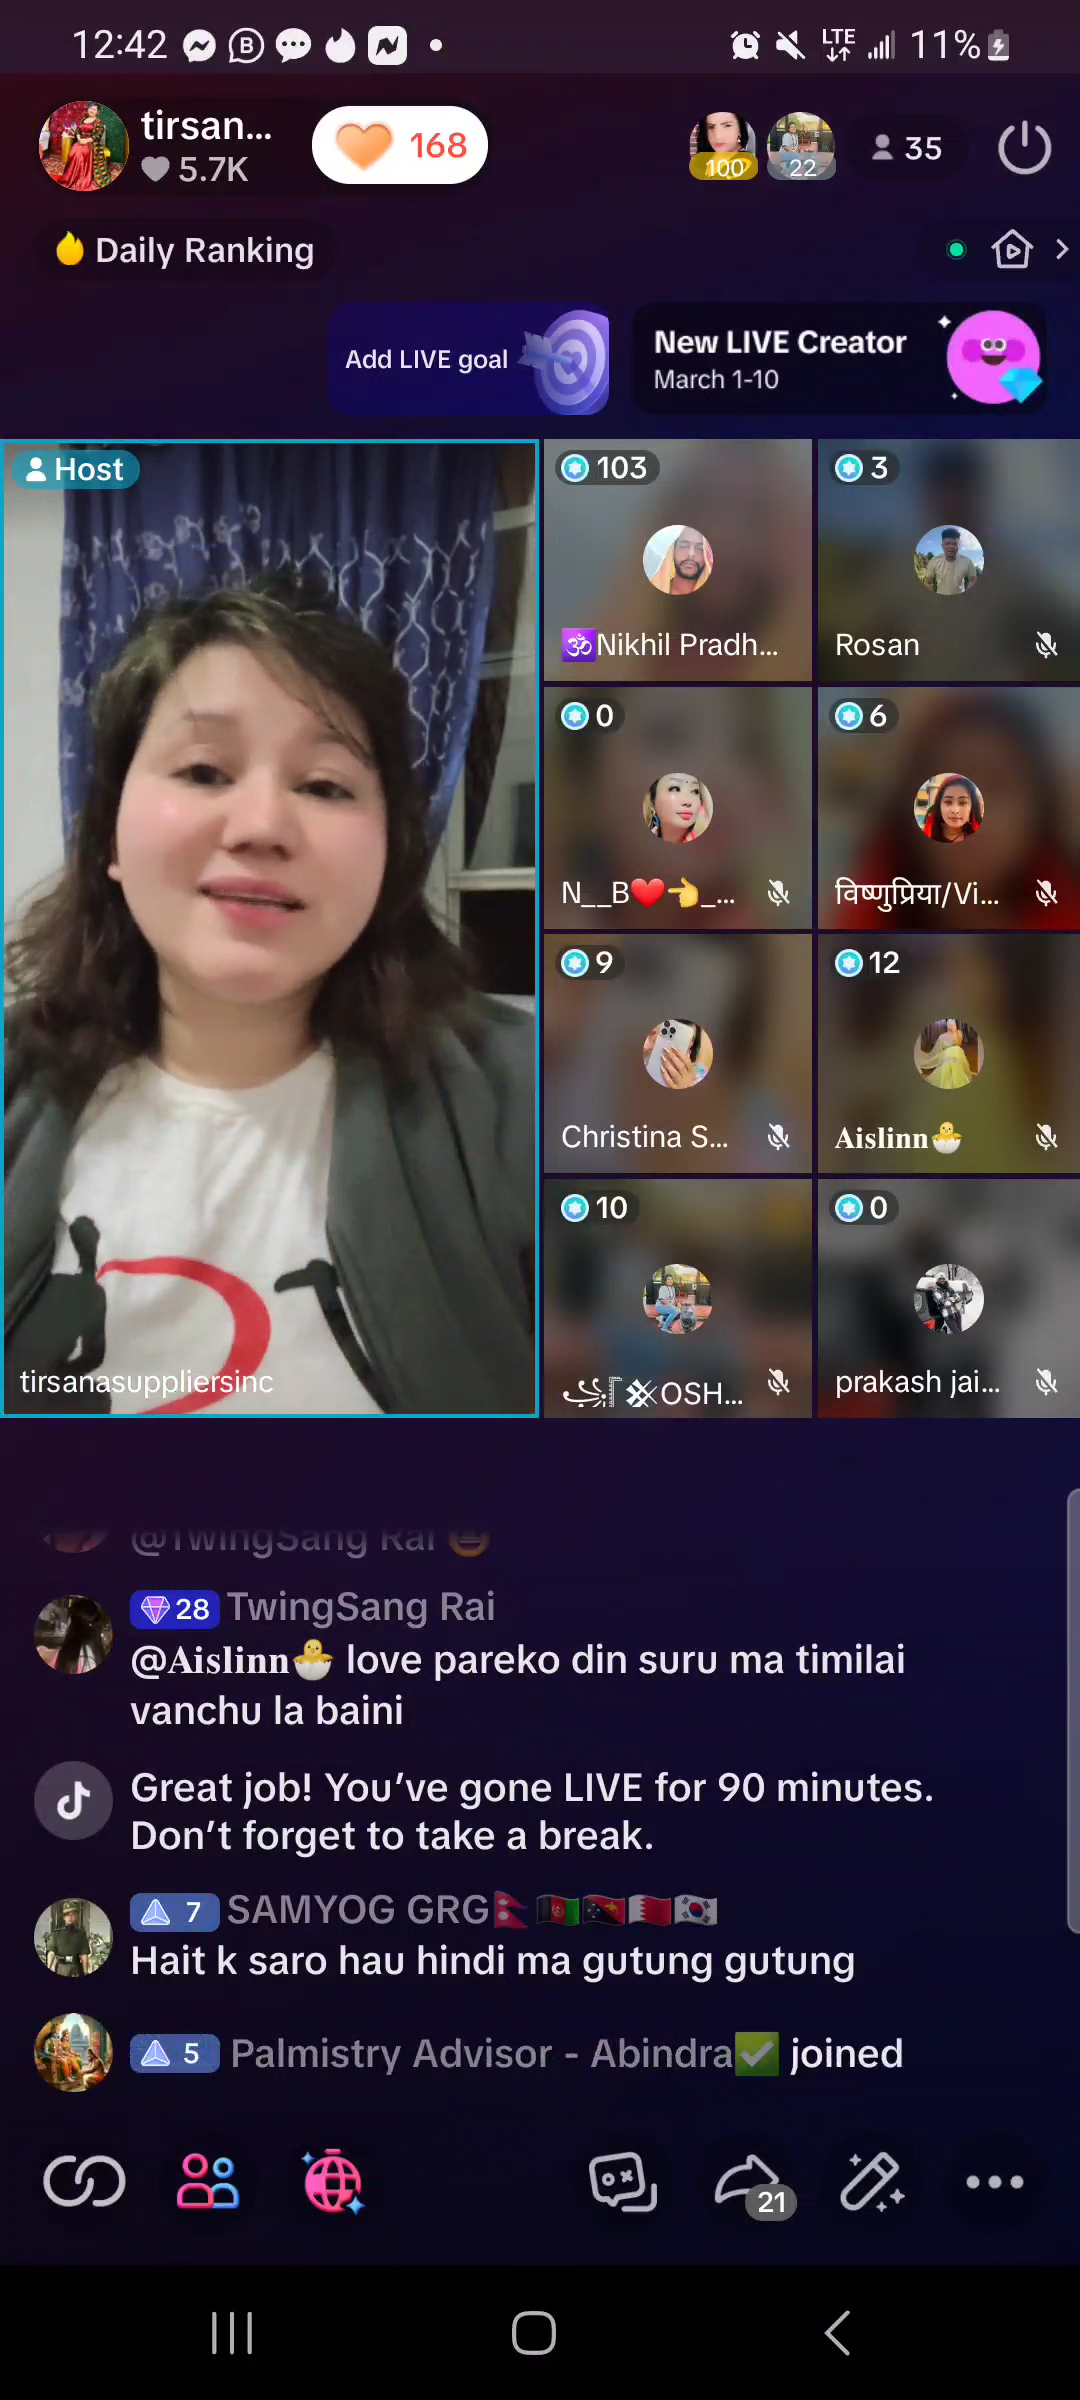 12:42
LTE
11%
tirsan...
5.7K
168
100
22
35
Daily Ranking
Add LIVE goal
New LIVE Creator
March 1-10
Host
tirsanasuppliersinc
103
🕉Nikhil Pradh...
3
Rosan
0
N__B❤️👈_...
6
विष्णुप्रिया/Vi...
9
Christina S...
12
Aislinn🐣
10
OSH...
0
prakash jai...
@TwingSang Rai
28 TwingSang Rai
@Aislinn🐣 love pareko din suru ma timilai
vanchu la baini
Great job! You’ve gone LIVE for 90 minutes.
Don’t forget to take a break.
7 SAMYOG GRG🇳🇵🇦🇫🇵🇬🇧🇭🇰🇷
Hait k saro hau hindi ma gutung gutung
5 Palmistry Advisor - Abindra✅ joined
21